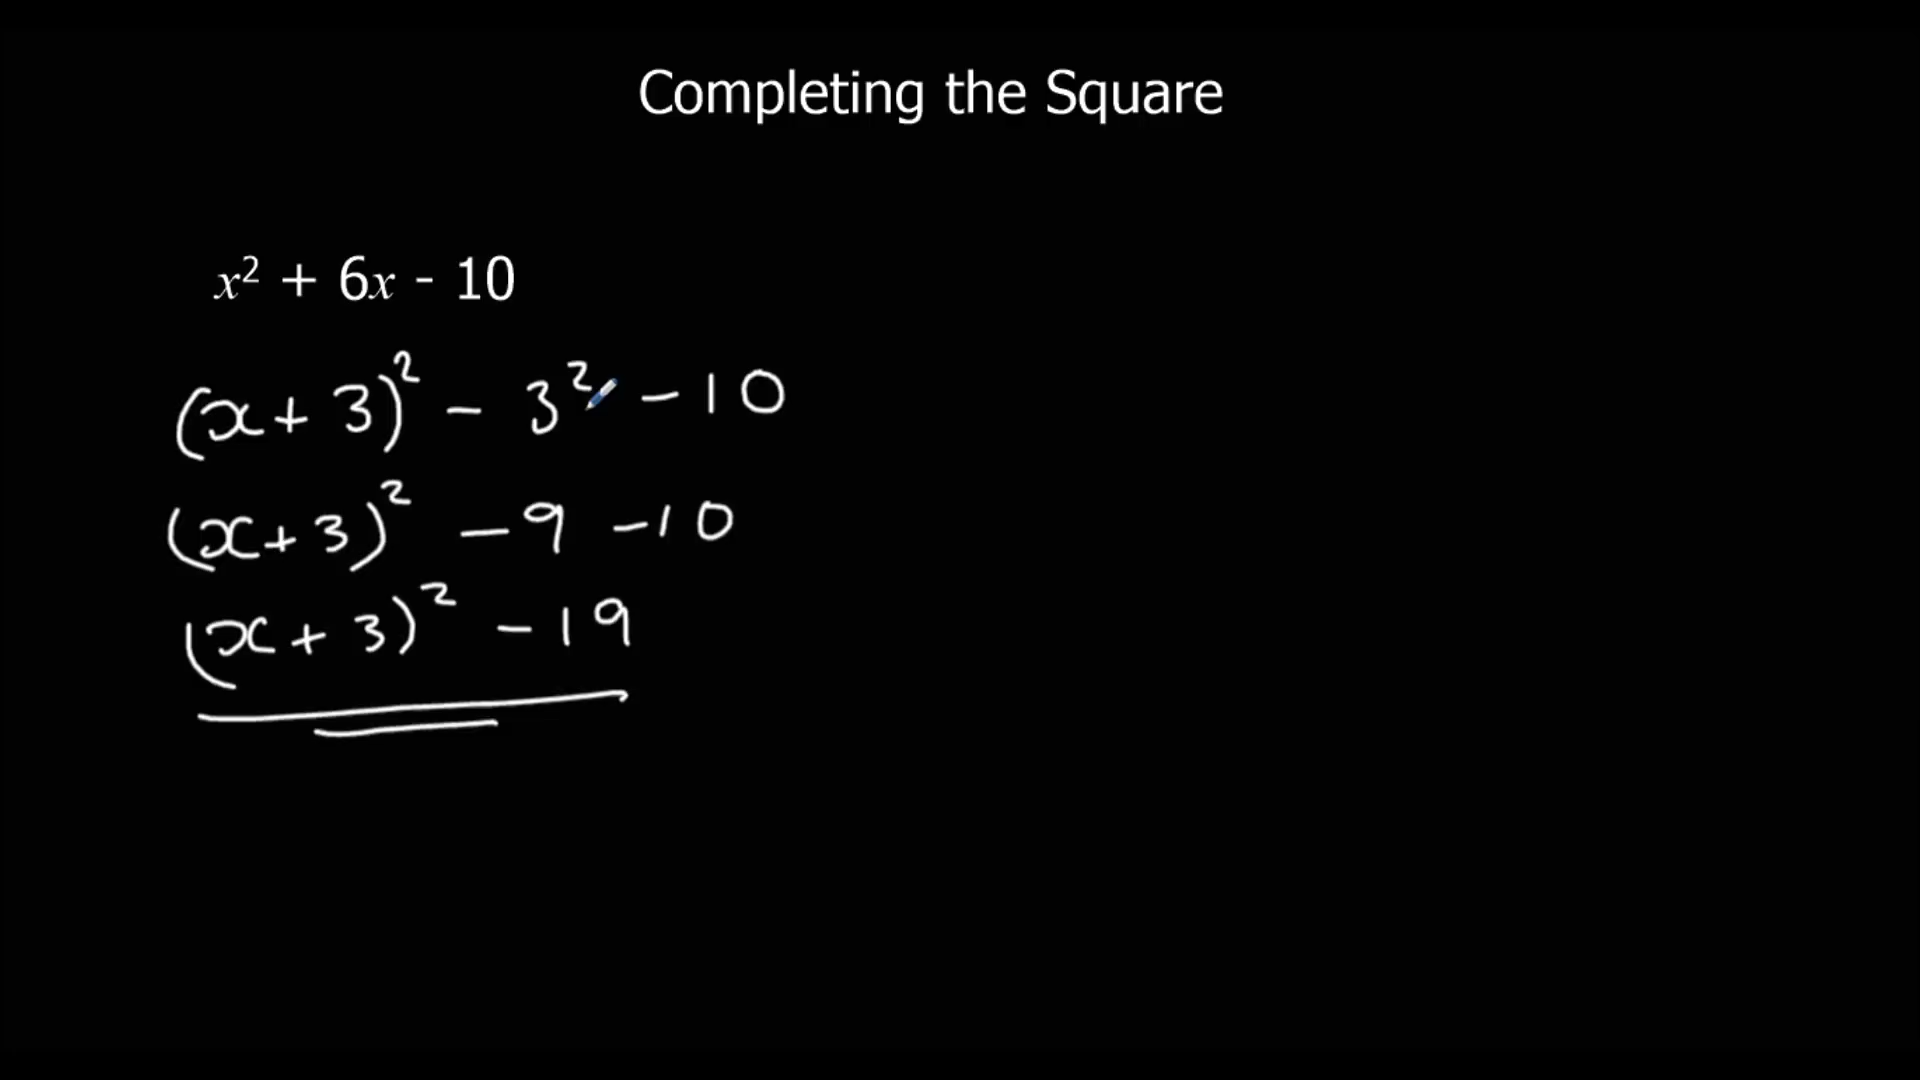 Completing the Square
x² + 6x - 10
(x + 3)² - 3² - 10
(x + 3)² - 9 - 10
(x + 3)² - 19